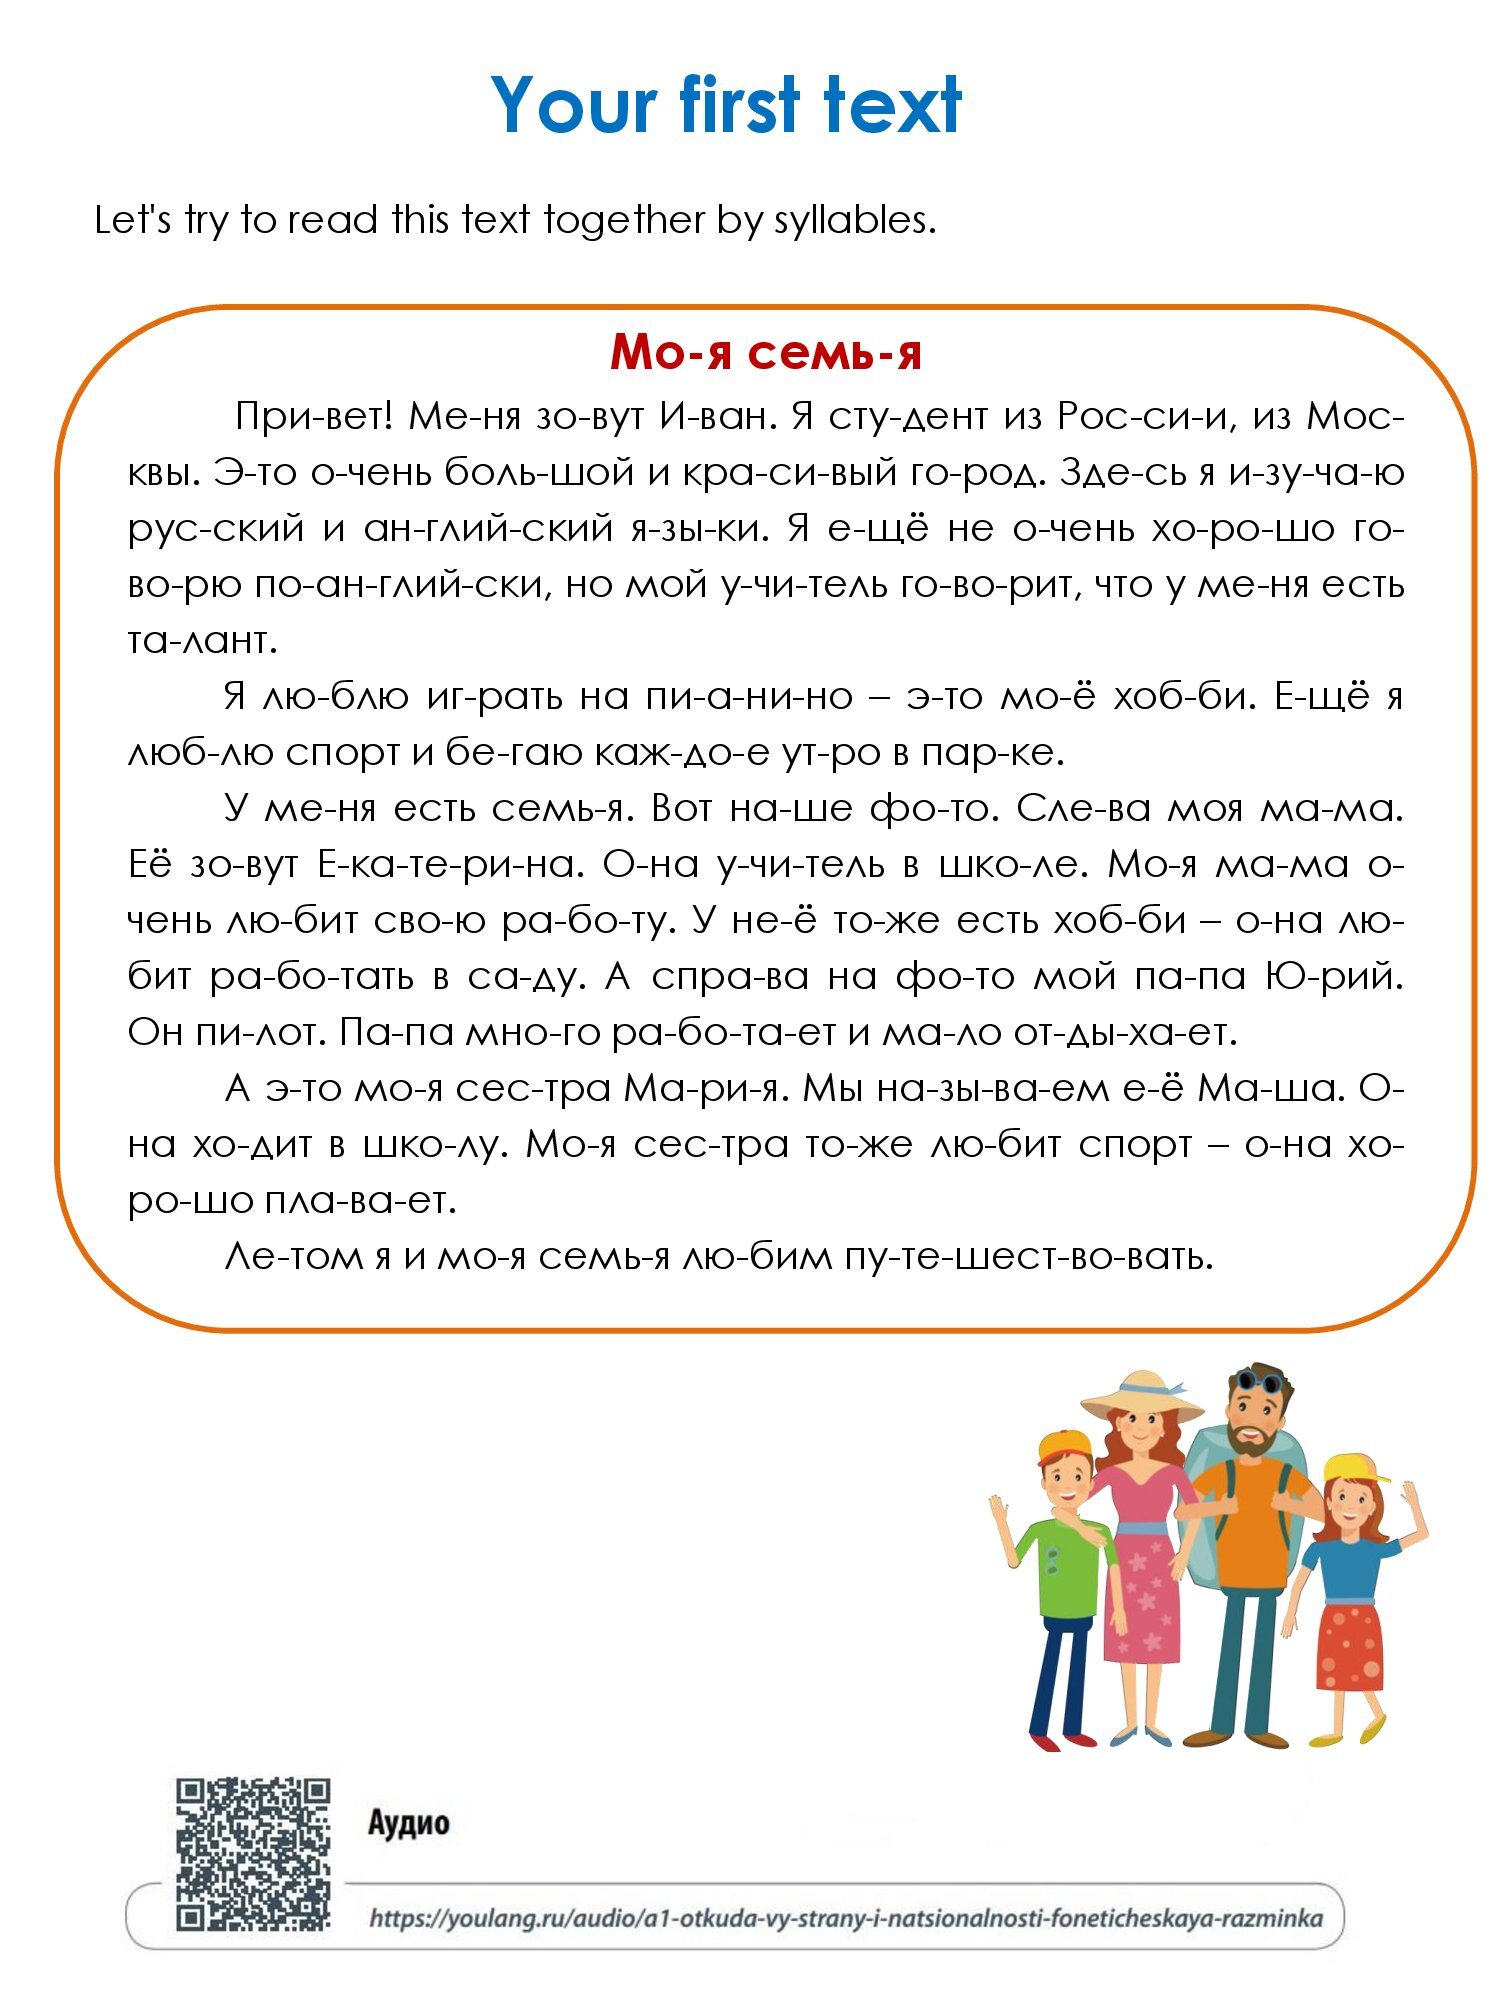 Your first text
Let's try to read this text together by syllables.
Мо-я семь-я
При-вет! Ме-ня зо-вут И-ван. Я сту-дент из Рос-си-и, из Мос-
квы. Э-то о-чень боль-шой и кра-си-вый го-род. Зде-сь я и-зу-ча-ю
рус-ский и ан-глий-ский я-зы-ки. Я е-щё не о-чень хо-ро-шо го-
во-рю по-ан-глий-ски, но мой у-чи-тель го-во-рит, что у ме-ня есть
та-лант.
Я лю-блю иг-рать на пи-а-ни-но – э-то мо-ё хоб-би. Е-щё я
люб-лю спорт и бе-гаю каж-до-е ут-ро в пар-ке.
У ме-ня есть семь-я. Вот на-ше фо-то. Сле-ва моя ма-ма.
Её зо-вут Е-ка-те-ри-на. О-на у-чи-тель в шко-ле. Мо-я ма-ма о-
чень лю-бит сво-ю ра-бо-ту. У не-ё то-же есть хоб-би – о-на лю-
бит ра-бо-тать в са-ду. А спра-ва на фо-то мой па-па Ю-рий.
Он пи-лот. Па-па мно-го ра-бо-та-ет и ма-ло от-ды-ха-ет.
А э-то мо-я сес-тра Ма-ри-я. Мы на-зы-ва-ем е-ё Ма-ша. О-
на хо-дит в шко-лу. Мо-я сес-тра то-же лю-бит спорт – о-на хо-
ро-шо пла-ва-ет.
Ле-том я и мо-я семь-я лю-бим пу-те-шест-во-вать.
Аудио
https://youlang.ru/audio/a1-otkuda-vy-strany-i-natsionalnosti-foneticheskaya-razminka